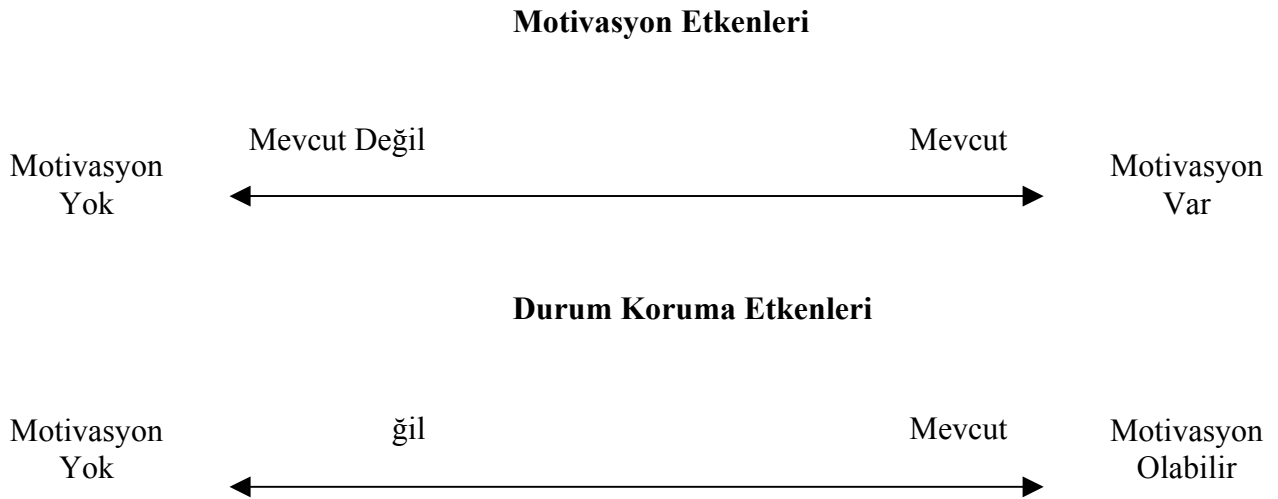 Motivasyon Etkenleri
Mevcut Değil Mevcut
Motivasyon Yok
Motivasyon Var
Durum Koruma Etkenleri
ğil Mevcut
Motivasyon Yok
Motivasyon Olabilir